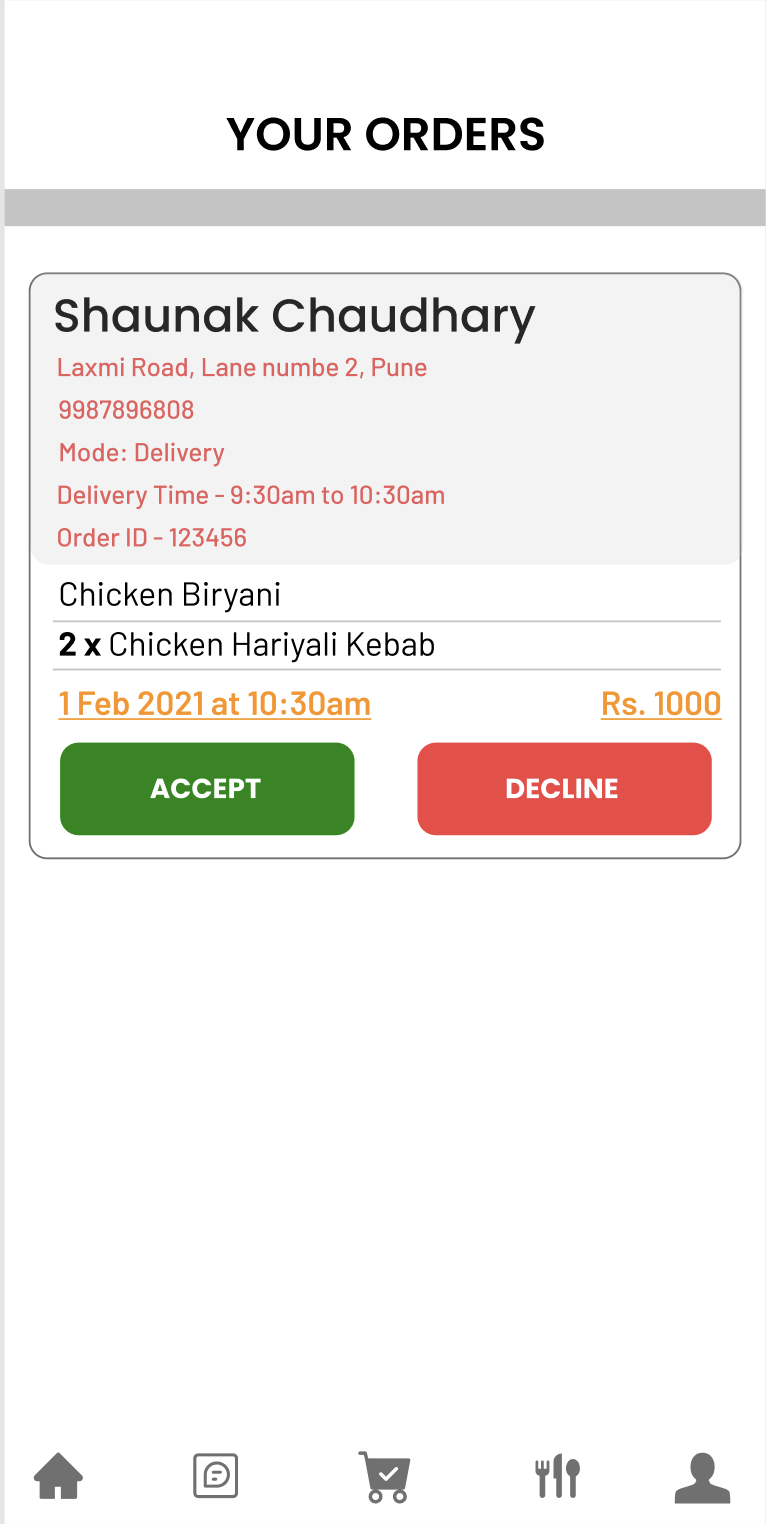 YOUR ORDERS
Shaunak Chaudhary
Laxmi Road, Lane numbe 2, Pune
9987896808
Mode: Delivery
Delivery Time - 9:30am to 10:30am
Order ID - 123456
Chicken Biryani
2 x Chicken Hariyali Kebab
1 Feb 2021 at 10:30am Rs. 1000
ACCEPT DECLINE